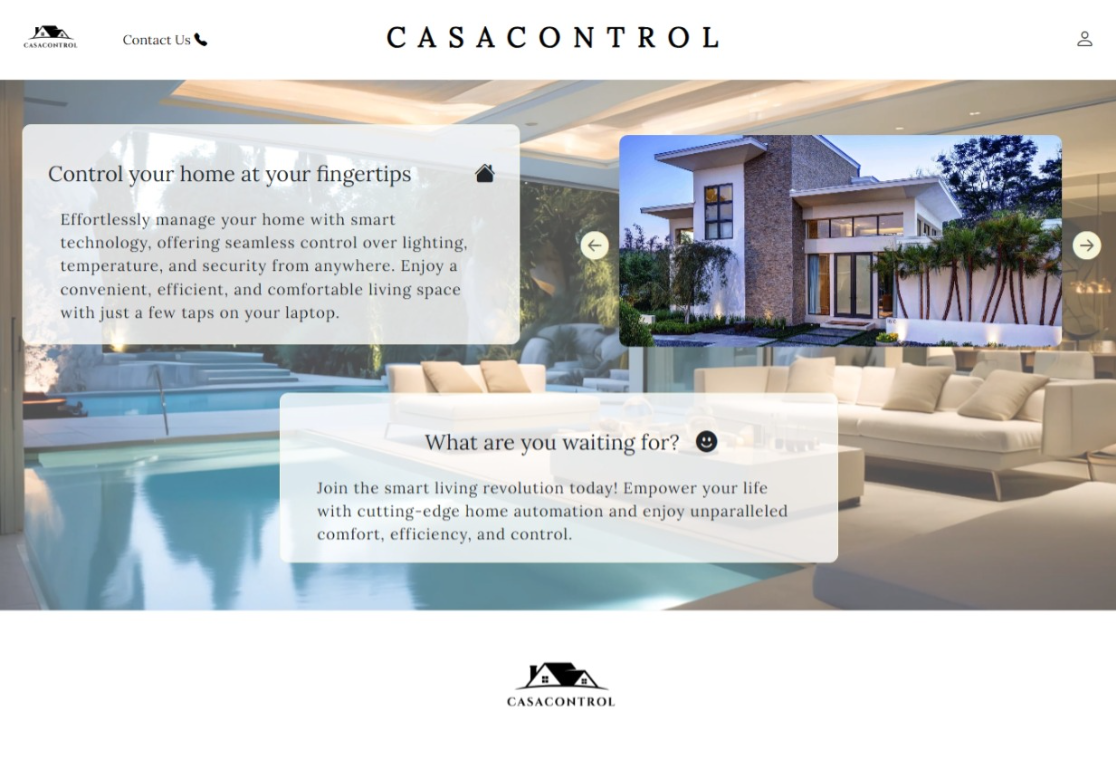 CASACONTROL
Contact Us
CASACONTROL
Control your home at your fingertips
Effortlessly manage your home with smart
technology, offering seamless control over lighting,
temperature, and security from anywhere. Enjoy a
convenient, efficient, and comfortable living space
with just a few taps on your laptop.
What are you waiting for?
Join the smart living revolution today! Empower your life
with cutting-edge home automation and enjoy unparalleled
comfort, efficiency, and control.
CASACONTROL